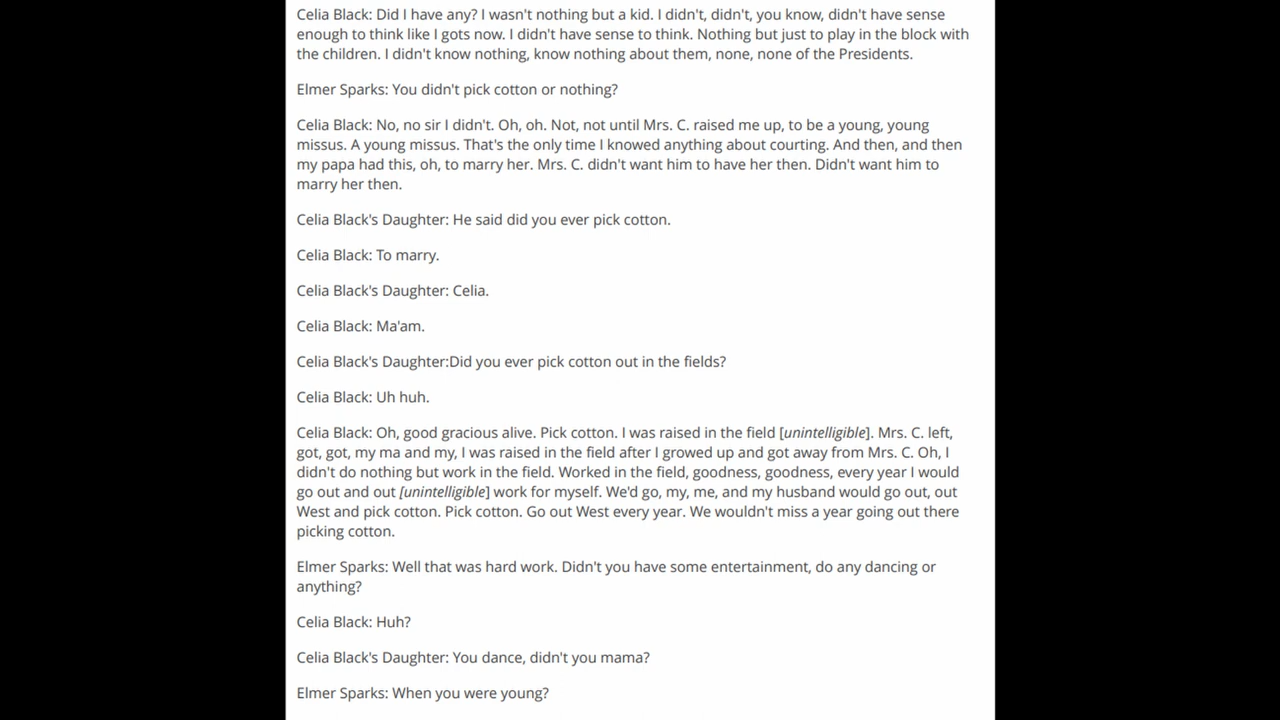 Celia Black: Did I have any? I wasn't nothing but a kid. I didn't, didn't, you know, didn't have sense
enough to think like I gots now. I didn't have sense to think. Nothing but just to play in the block with
the children. I didn't know nothing, know nothing about them, none, none of the Presidents.
Elmer Sparks: You didn't pick cotton or nothing?
Celia Black: No, no sir I didn't. Oh, oh. Not, not until Mrs. C. raised me up, to be a young, young
missus. A young missus. That's the only time I knowed anything about courting. And then, and then
my papa had this, oh, to marry her. Mrs. C. didn't want him to have her then. Didn't want him to
marry her then.
Celia Black's Daughter: He said did you ever pick cotton.
Celia Black: To marry.
Celia Black's Daughter: Celia.
Celia Black: Ma'am.
Celia Black's Daughter:Did you ever pick cotton out in the fields?
Celia Black: Uh huh.
Celia Black: Oh, good gracious alive. Pick cotton. I was raised in the field [unintelligible]. Mrs. C. left,
got, got, my ma and my, I was raised in the field after I growed up and got away from Mrs. C. Oh, I
didn't do nothing but work in the field. Worked in the field, goodness, goodness, every year I would
go out and out [unintelligible] work for myself. We'd go, my, me, and my husband would go out, out
West and pick cotton. Pick cotton. Go out West every year. We wouldn't miss a year going out there
picking cotton.
Elmer Sparks: Well that was hard work. Didn't you have some entertainment, do any dancing or
anything?
Celia Black: Huh?
Celia Black's Daughter: You dance, didn't you mama?
Elmer Sparks: When you were young?